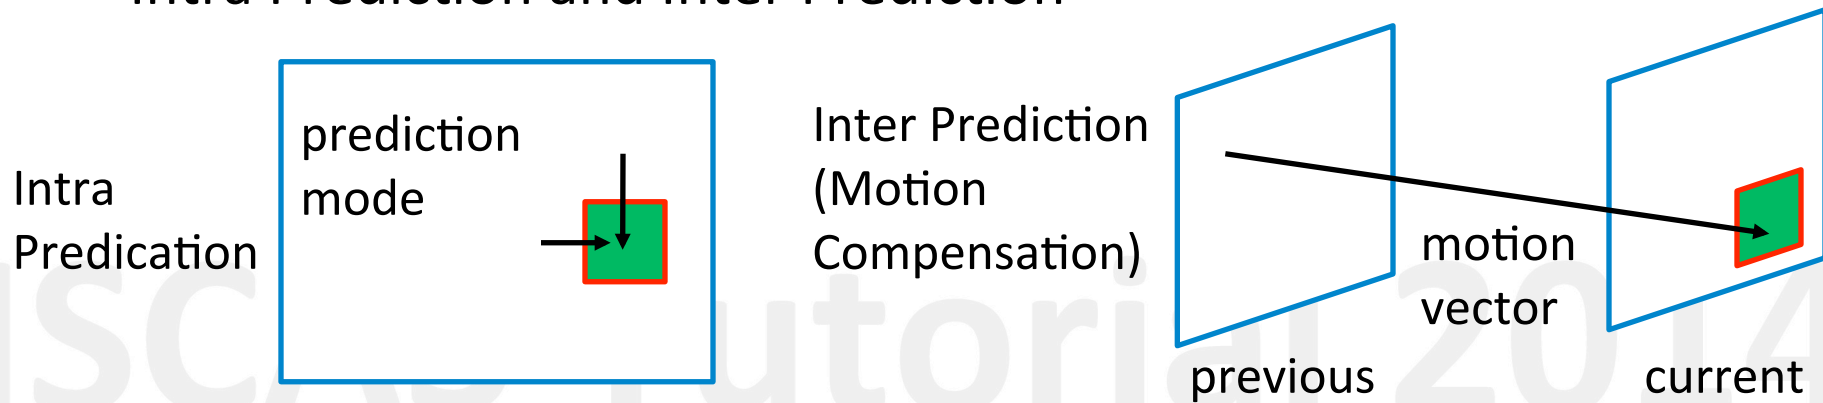 Intra Prediction and Inter Prediction
prediction
mode
Intra
Predication
Inter Prediction
(Motion
Compensation)
motion
vector
previous
current
ISCAS Tutorial 2014